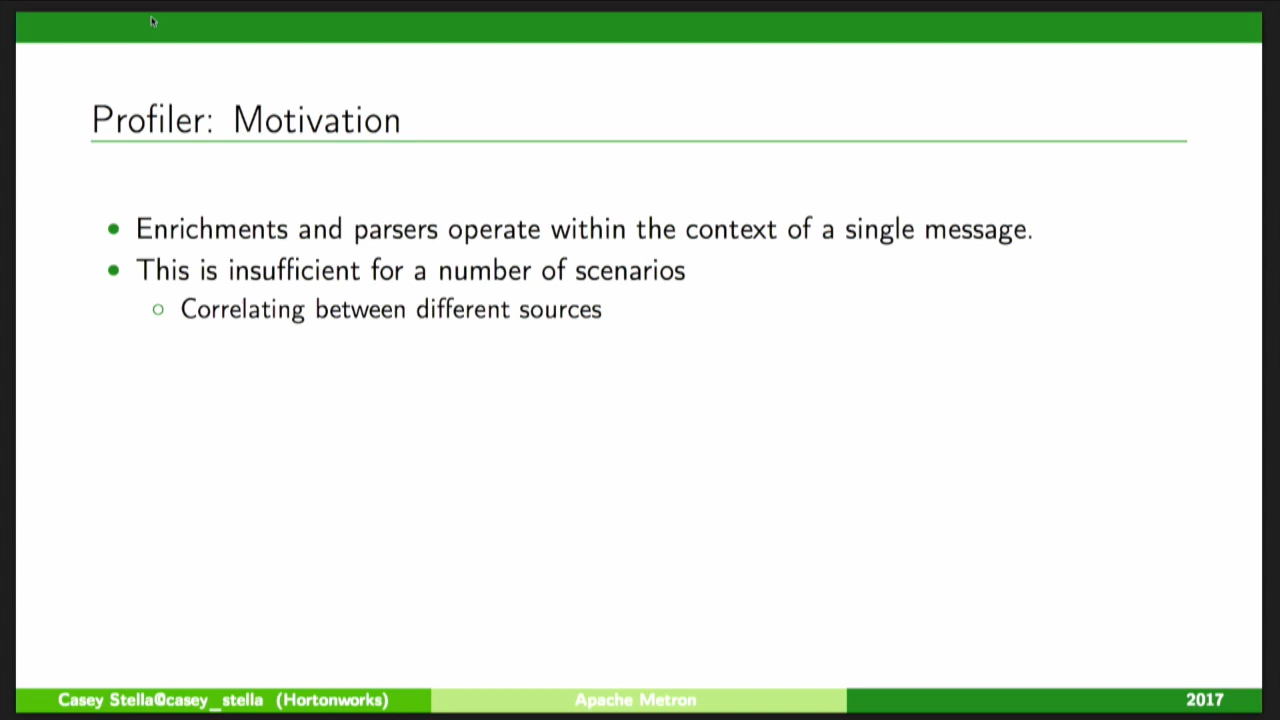 Profiler: Motivation
Enrichments and parsers operate within the context of a single message.
This is insufficient for a number of scenarios
Correlating between different sources
Casey Stella@casey_stella (Hortonworks)
Apache Metron
2017